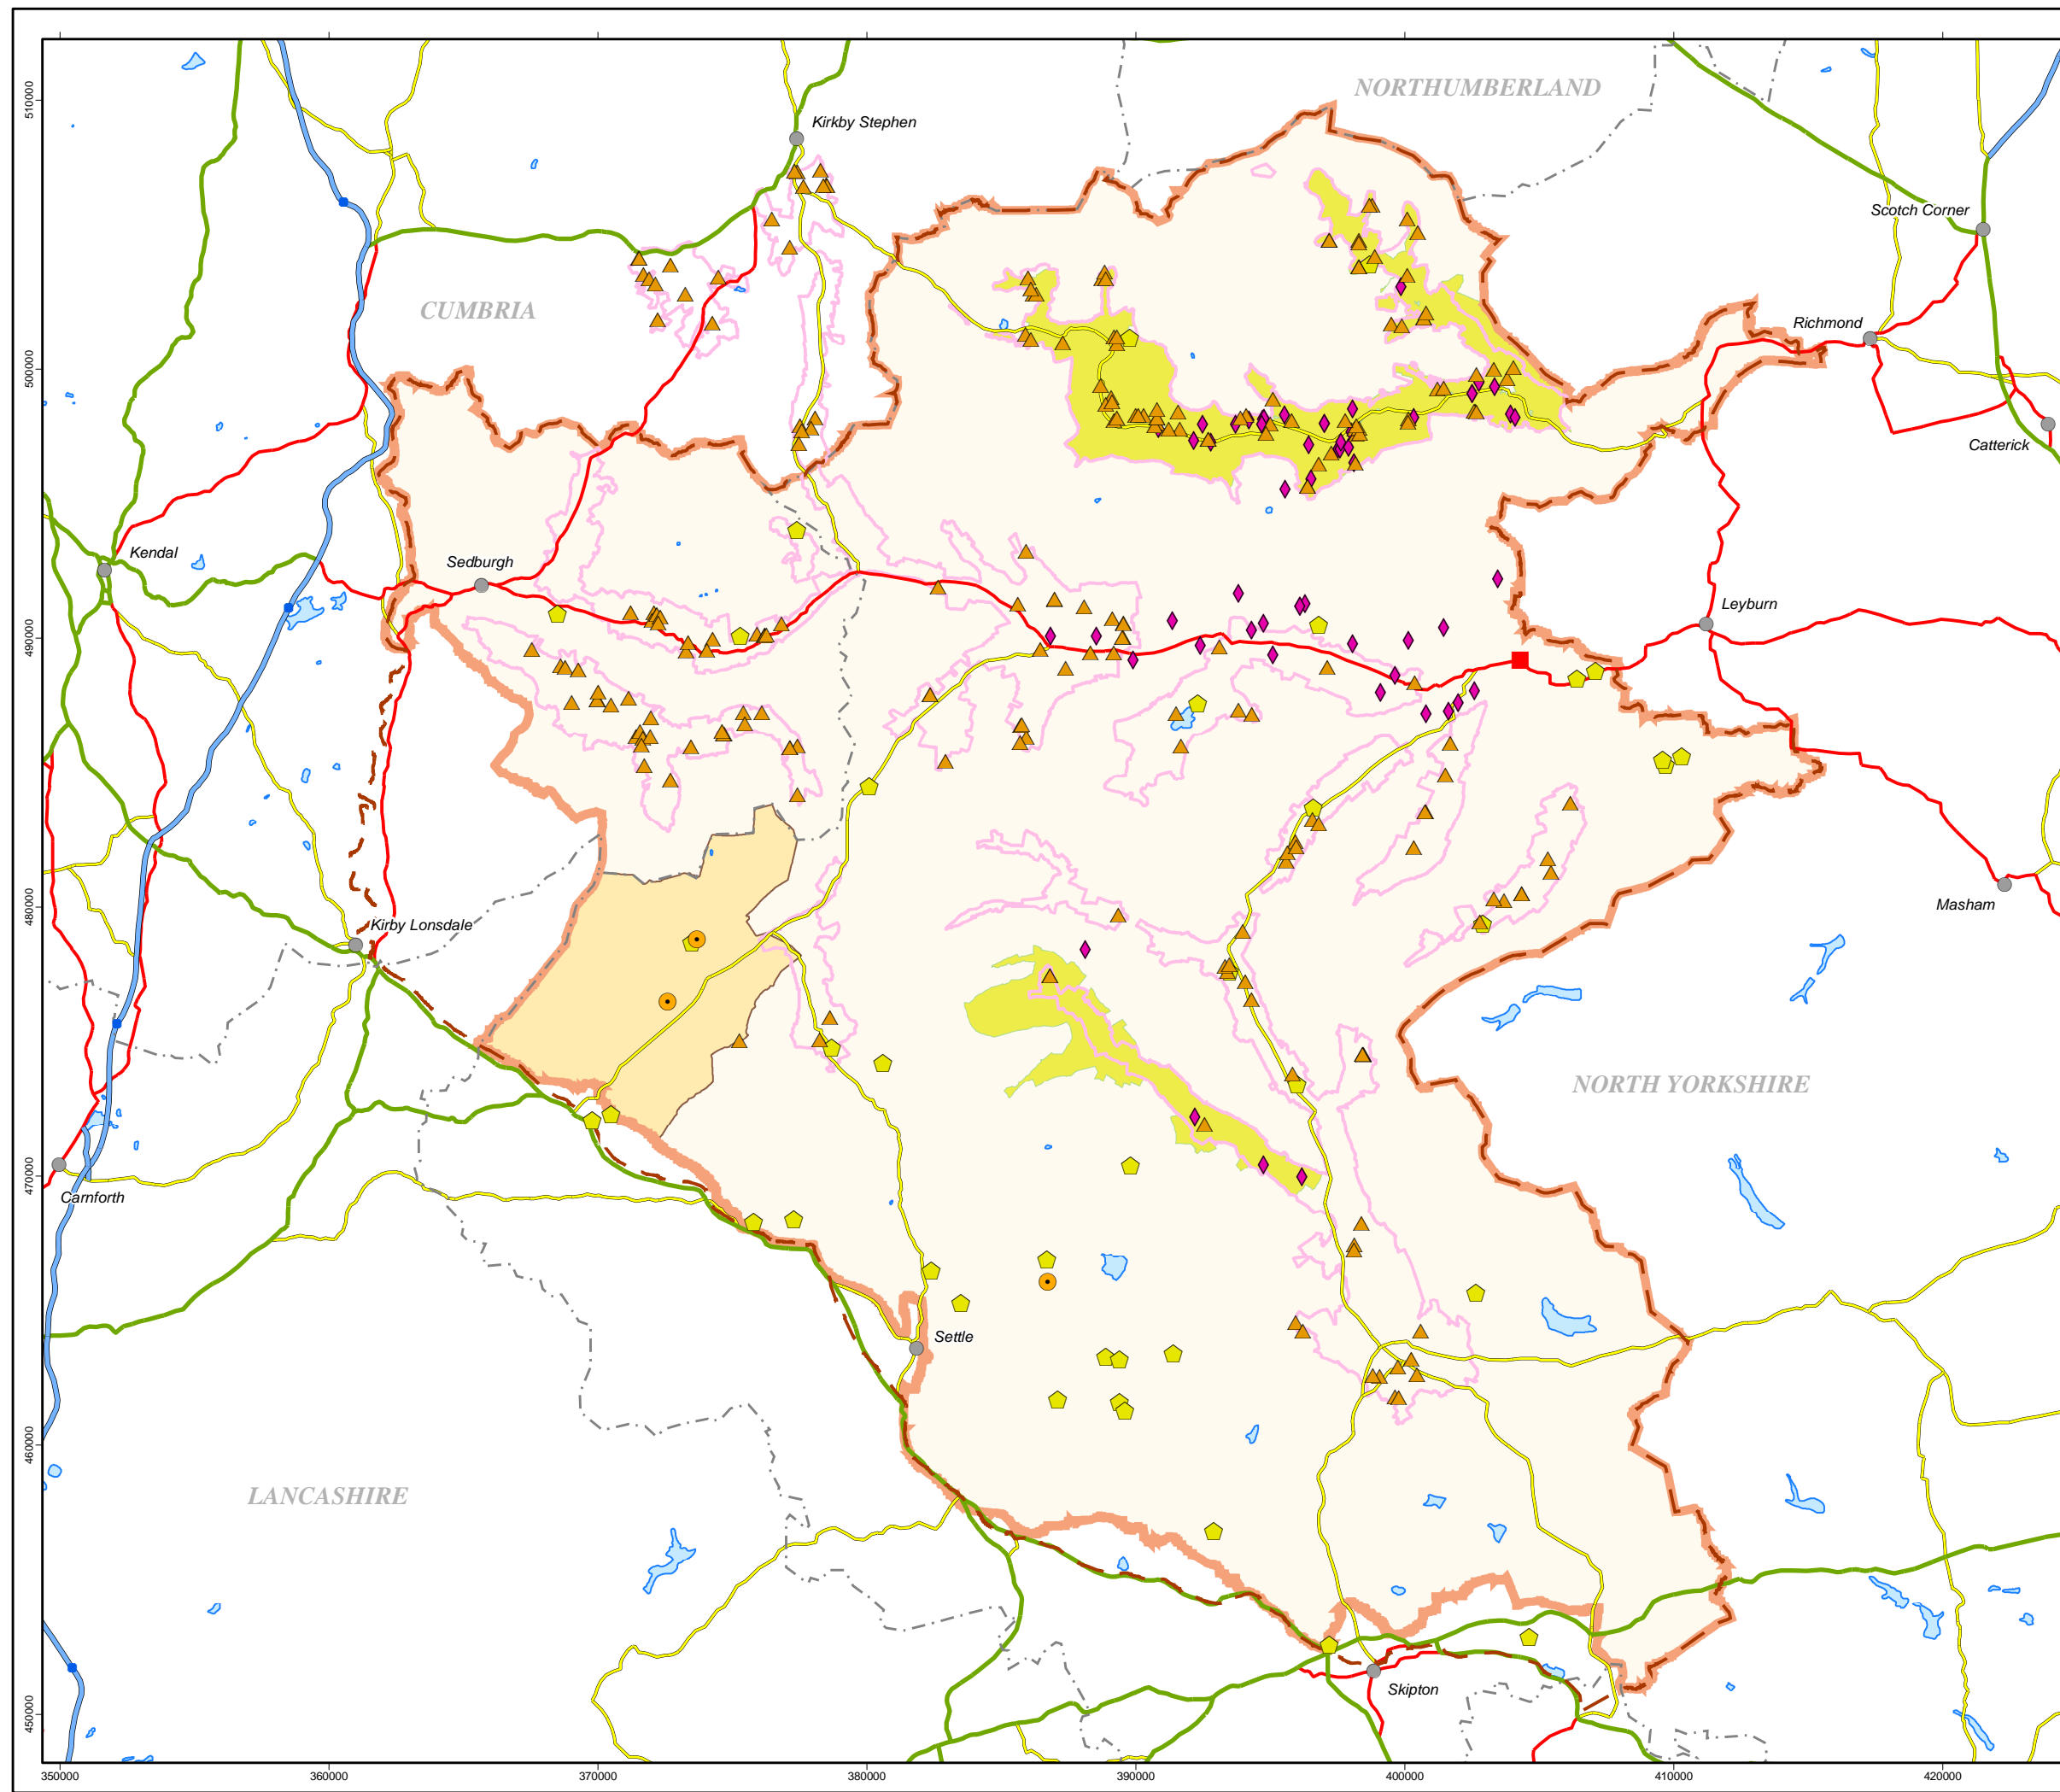 NORTHUMBERLAND
510000
Kirkby Stephen
Scotch Corner
CUMBRIA
Richmond
500000
Catterick
Kendal
Sedburgh
Leyburn
490000
480000
Masham
Kirby Lonsdale
NORTH YORKSHIRE
470000
Carnforth
Settle
460000
LANCASHIRE
Skipton
450000
350000 360000 370000 380000 390000 400000 410000 420000